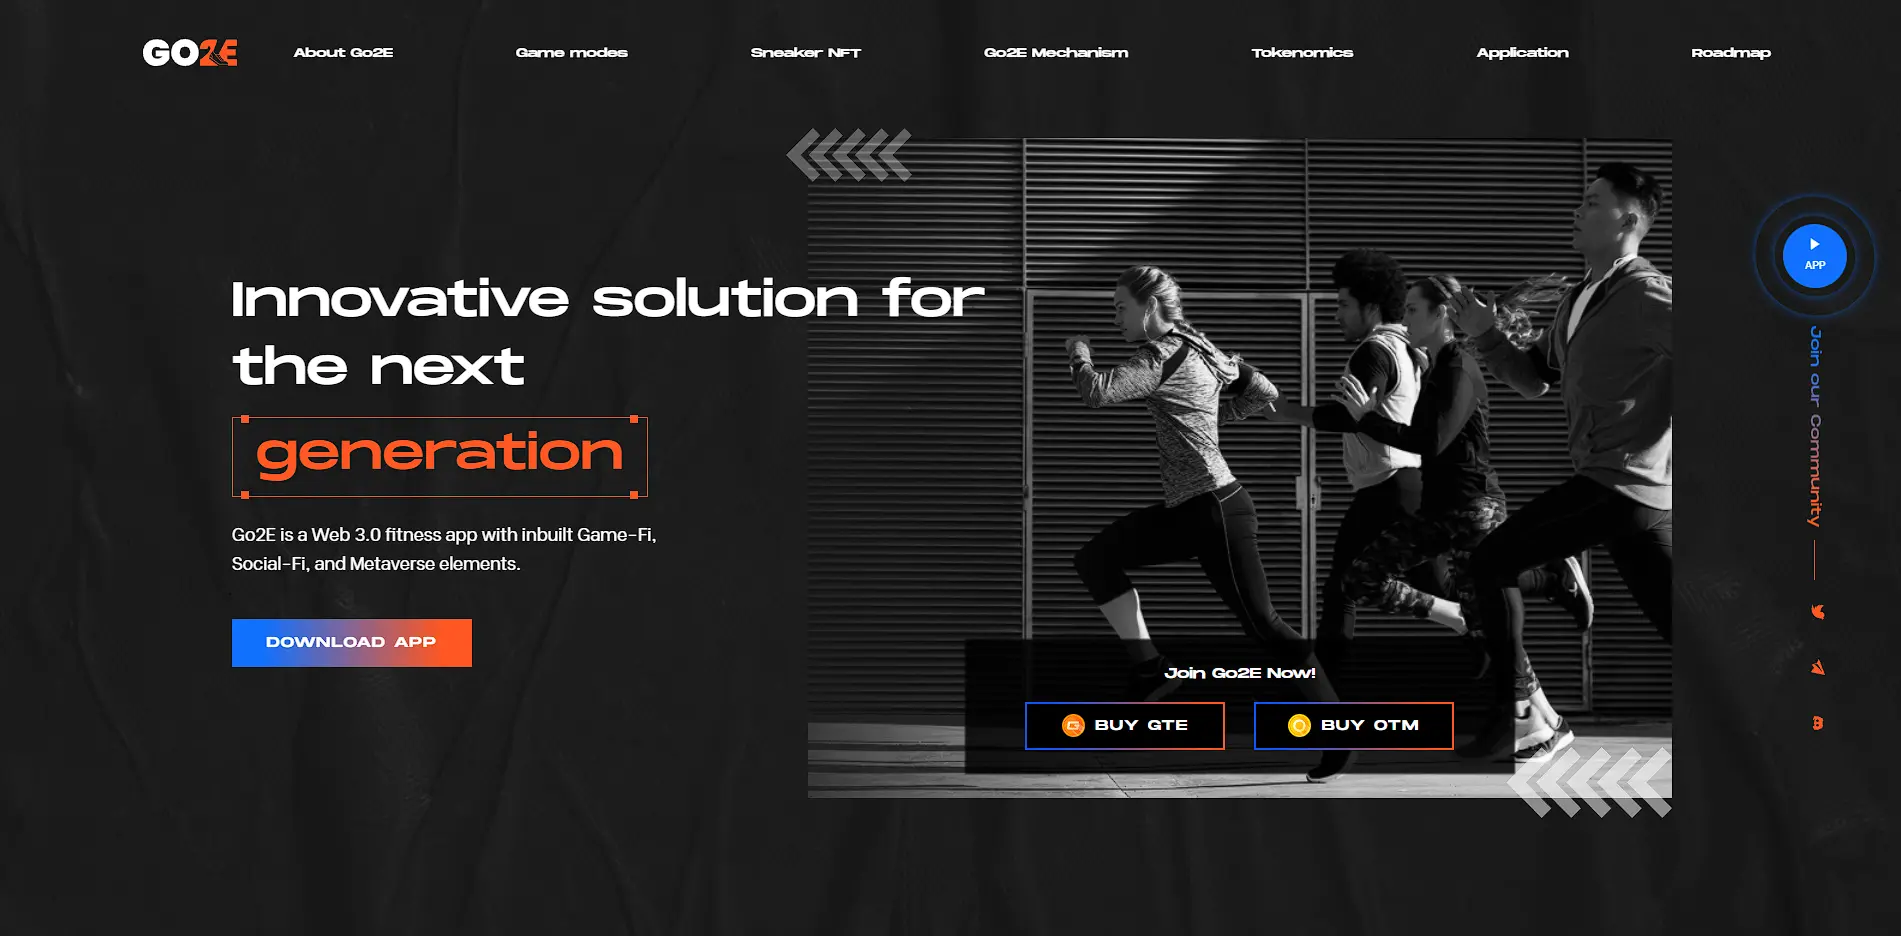 GO2E
About Go2E
Game modes
Sneaker NFT
Go2E Mechanism
Tokenomics
Application
Roadmap
Innovative solution for
the next
generation
Go2E is a Web 3.0 fitness app with inbuilt Game-Fi,
Social-Fi, and Metaverse elements.
DOWNLOAD APP
Join Go2E Now!
BUY GTE
BUY OTM
APP
Join our Community